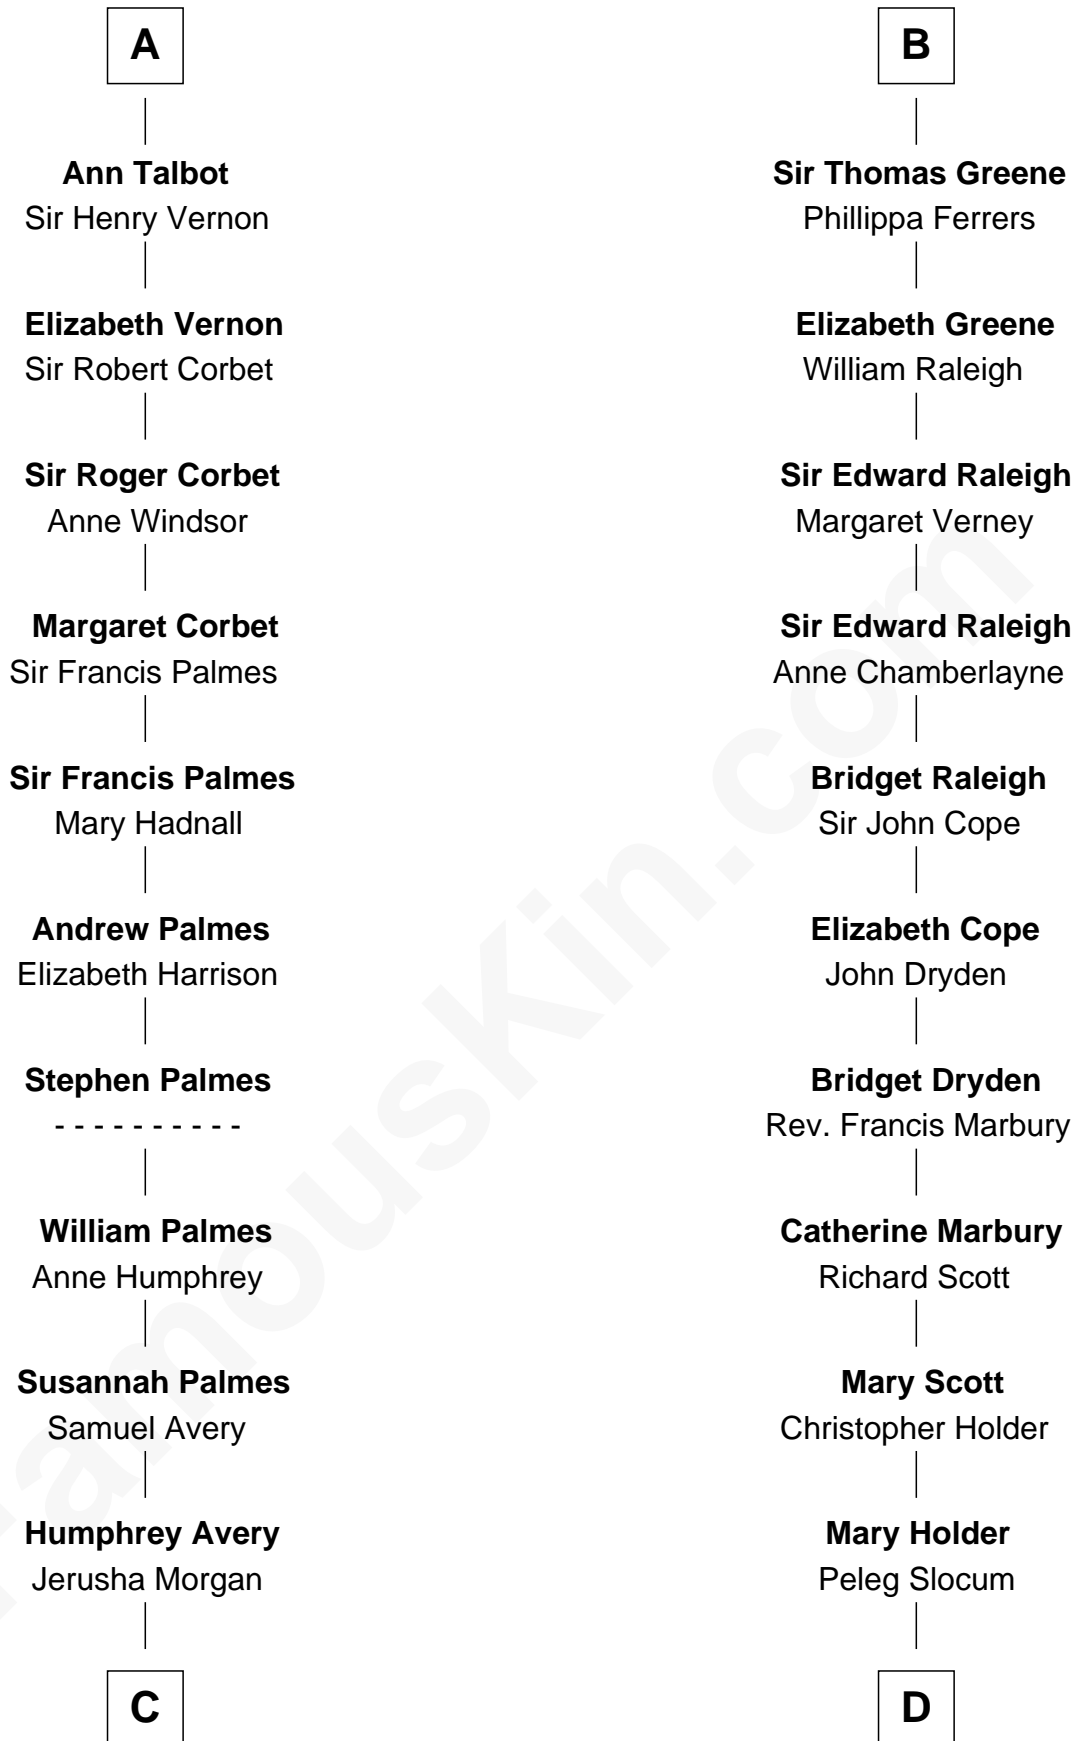 A
Ann Talbot
Sir Henry Vernon
Elizabeth Vernon
Sir Robert Corbet
Sir Roger Corbet
Anne Windsor
Margaret Corbet
Sir Francis Palmes
Sir Francis Palmes
Mary Hadnall
Andrew Palmes
Elizabeth Harrison
Stephen Palmes
- - - - - - - - - -
William Palmes
Anne Humphrey
Susannah Palmes
Samuel Avery
Humphrey Avery
Jerusha Morgan
C
B
Sir Thomas Greene
Phillippa Ferrers
Elizabeth Greene
William Raleigh
Sir Edward Raleigh
Margaret Verney
Sir Edward Raleigh
Anne Chamberlayne
Bridget Raleigh
Sir John Cope
Elizabeth Cope
John Dryden
Bridget Dryden
Rev. Francis Marbury
Catherine Marbury
Richard Scott
Mary Scott
Christopher Holder
Mary Holder
Peleg Slocum
D
FamousKin.com